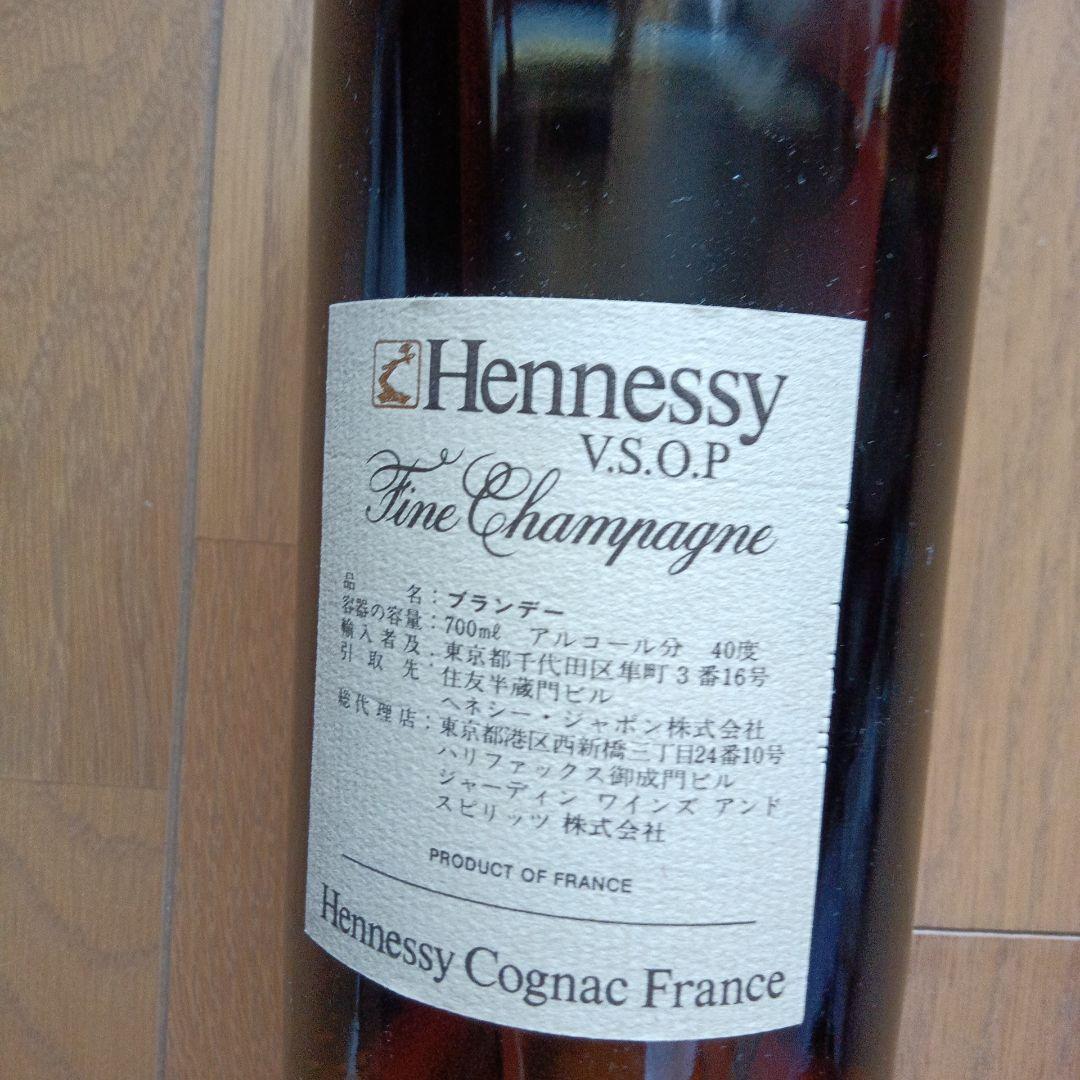 Hennessy
V.S.O.P
Fine Champagne
品名:ブランデー
容器の容量:700mℓ アルコール分 40度
輸入者及:東京都千代田区隼町3番16号
引取先 住友半蔵門ビル
ヘネシー・ジャポン株式会社
総代理店:東京都港区西新橋三丁目24番10号
ハリファックス御成門ビル
ジャーディン ワインズ アンド
スピリッツ 株式会社
PRODUCT OF FRANCE
Hennessy Cognac France